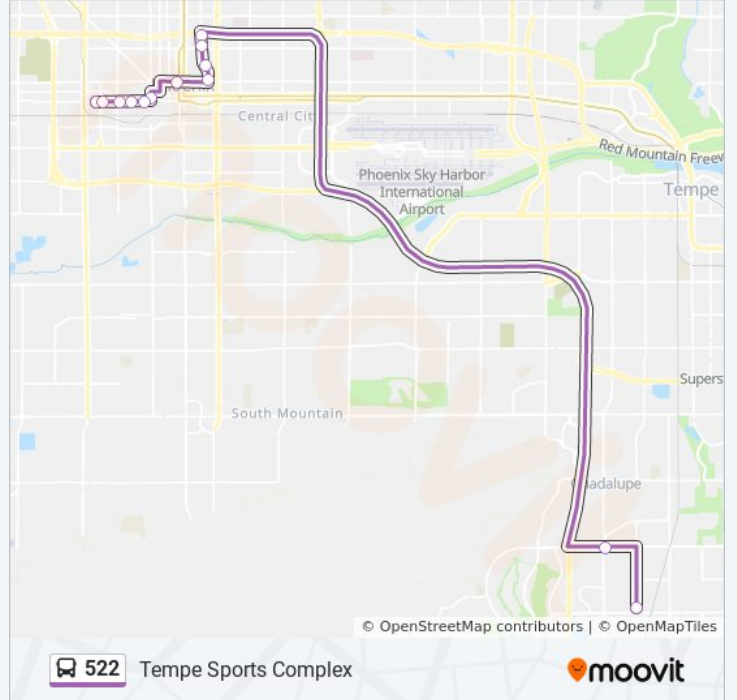 Central City
Red Mountain Freew
Phoenix Sky Harbor
International
Airport
Tempe
Supers
South Mountain
Guadalupe
© OpenStreetMap contributors | © OpenMapTiles
522 Tempe Sports Complex
moovit